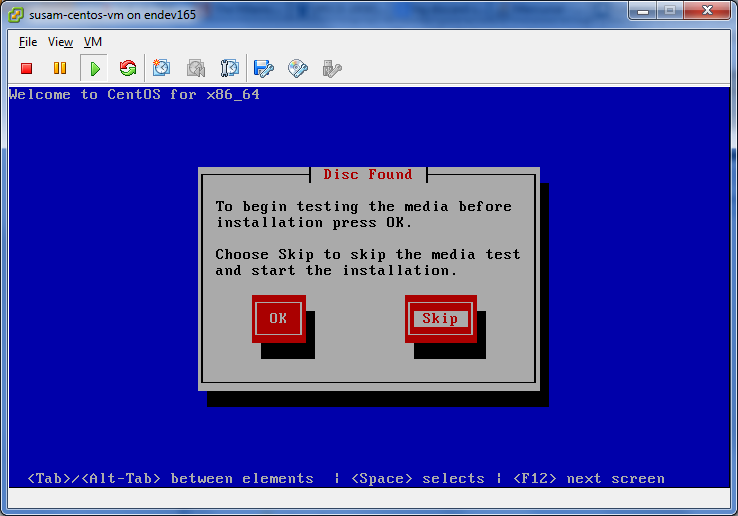 susam-centos-vm on endev165
File View VM
Welcome to CentOS for x86_64
Disc Found
To begin testing the media before
installation press OK.
Choose Skip to skip the media test
and start the installation.
OK Skip
<Tab>/<Alt-Tab> between elements | <Space> selects | <F12> next screen